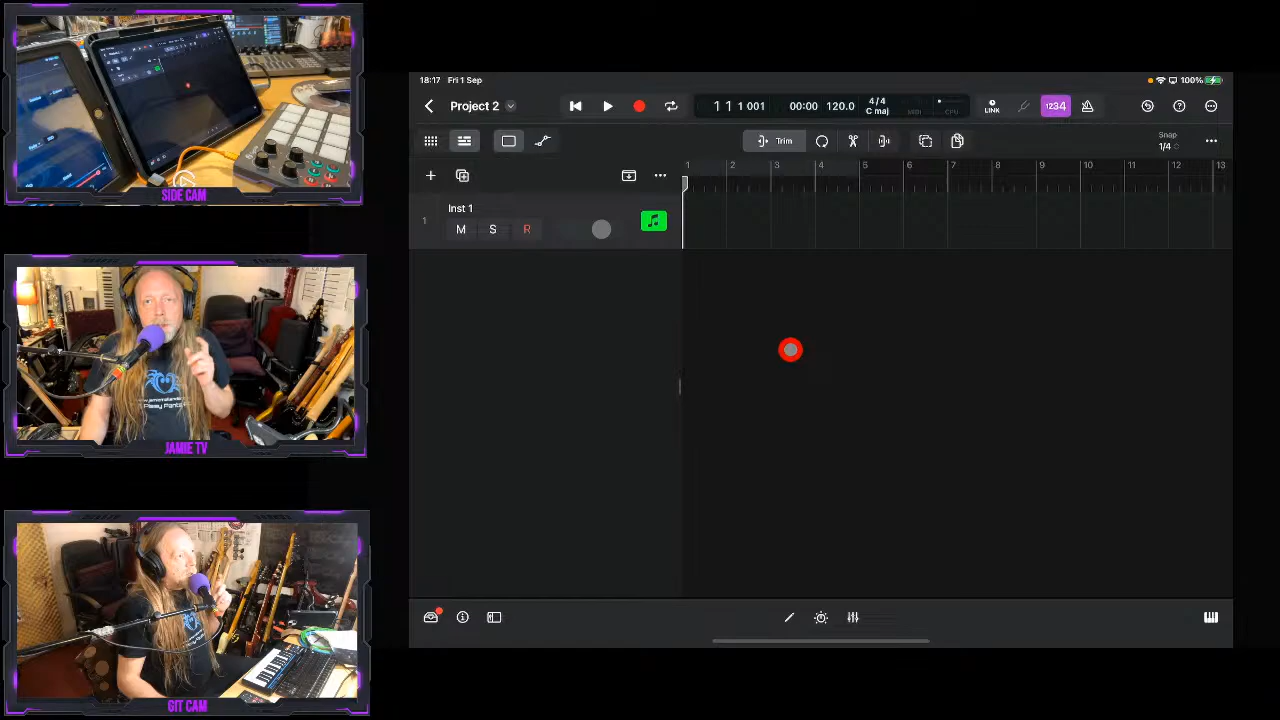 SIDE CAM
JAMIE TV
GIT CAM
18:17 Fri 1 Sep
100%
Project 2
1 1 1 001
00:00
120.0
4/4
C maj
LINK
1234
Trim
Snap
1/4
1 2 3 4 5 6 7 8 9 10 11 12 13
1
Inst 1
M S R